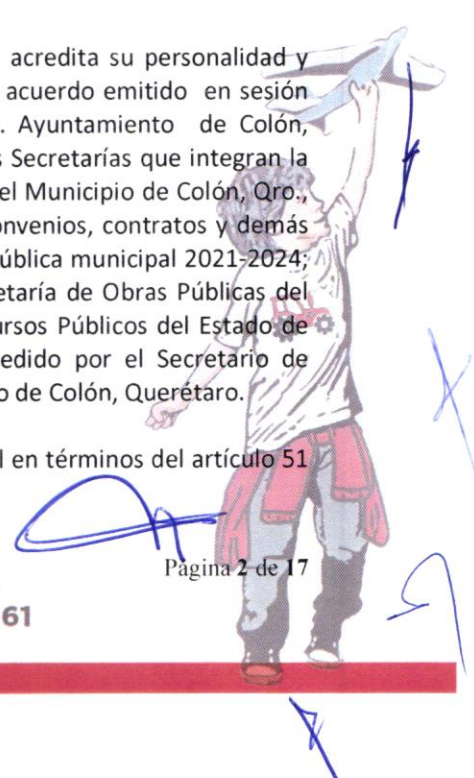 acredita su personalidad y
acuerdo emitido en sesión
. Ayuntamiento de Colón,
s Secretarías que integran la
el Municipio de Colón, Qro.,
onvenios, contratos y demás
ública municipal 2021-2024;
etaría de Obras Públicas del
ursos Públicos del Estado de
edido por el Secretario de
o de Colón, Querétaro.
l en términos del artículo 51
Página 2 de 17
61